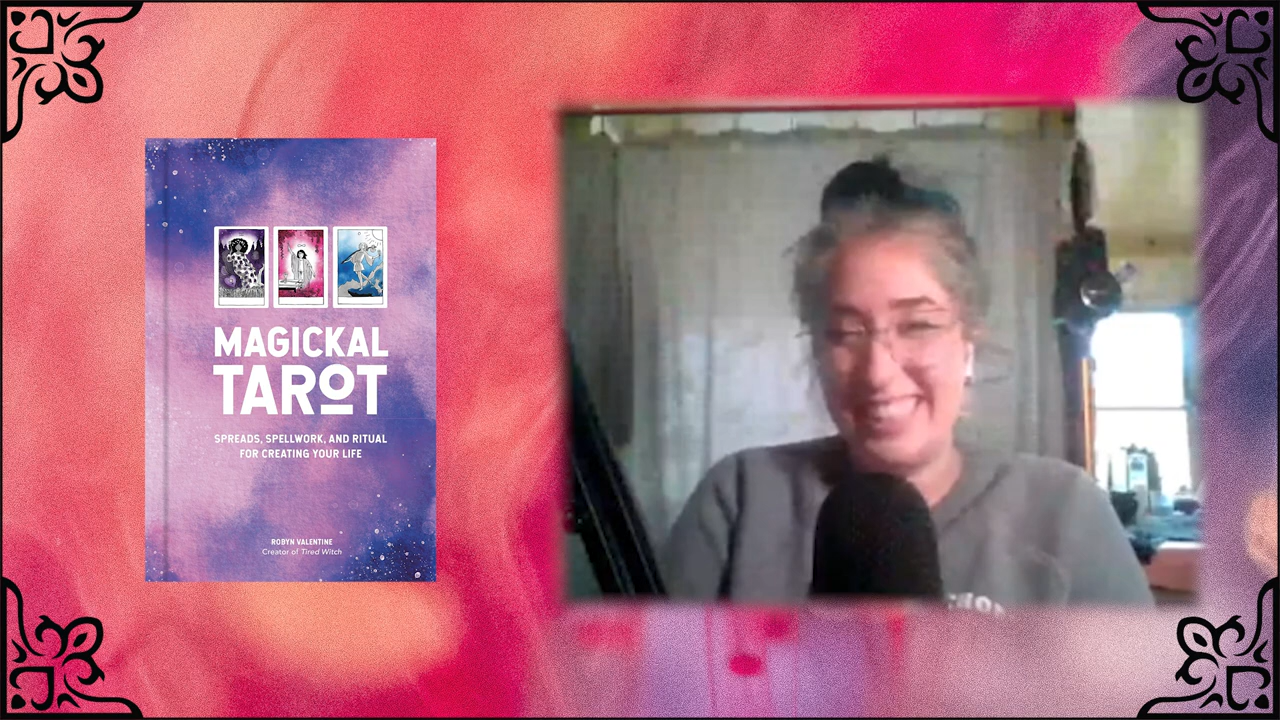 MAGICKAL
TAROT
SPREADS, SPELLWORK, AND RITUAL
FOR CREATING YOUR LIFE
ROBYN VALENTINE
Creator of Tired Witch